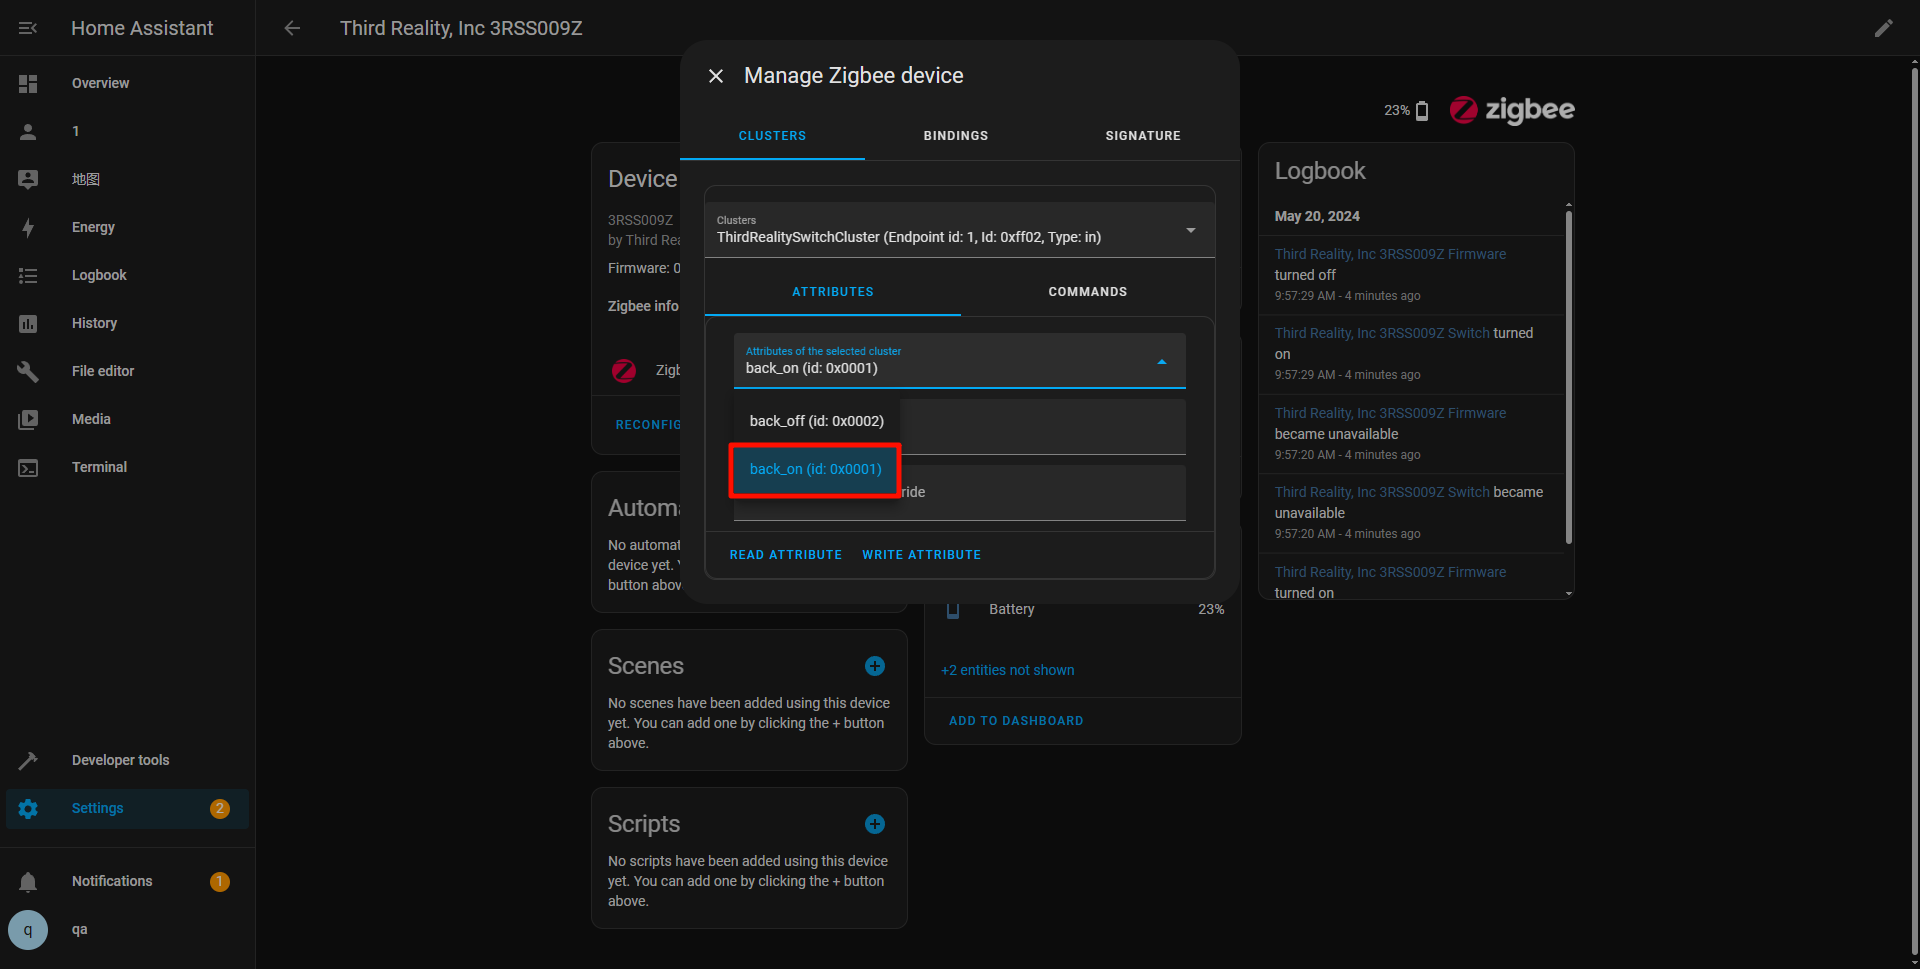 Home Assistant
Third Reality, Inc 3RSS009Z
Overview
1
地图
Energy
Logbook
History
File editor
Media
Terminal
Developer tools
Settings
2
Notifications
1
q
qa
23%
zigbee
Device
3RSS009Z
by Third Rea
Firmware: 0
Zigbee info
Zigb
RECONFIG
Automa
No automat
device yet.
button abov
Scenes
No scenes have been added using this device
yet. You can add one by clicking the + button
above.
Scripts
No scripts have been added using this device
yet. You can add one by clicking the + button
above.
Manage Zigbee device
CLUSTERS
BINDINGS
SIGNATURE
Clusters
ThirdRealitySwitchCluster (Endpoint id: 1, Id: 0xff02, Type: in)
ATTRIBUTES
COMMANDS
Attributes of the selected cluster
back_on (id: 0x0001)
back_off (id: 0x0002)
back_on (id: 0x0001)
ride
READ ATTRIBUTE
WRITE ATTRIBUTE
Battery
23%
+2 entities not shown
ADD TO DASHBOARD
Logbook
May 20, 2024
Third Reality, Inc 3RSS009Z Firmware
turned off
9:57:29 AM - 4 minutes ago
Third Reality, Inc 3RSS009Z Switch turned
on
9:57:29 AM - 4 minutes ago
Third Reality, Inc 3RSS009Z Firmware
became unavailable
9:57:20 AM - 4 minutes ago
Third Reality, Inc 3RSS009Z Switch became
unavailable
9:57:20 AM - 4 minutes ago
Third Reality, Inc 3RSS009Z Firmware
turned on